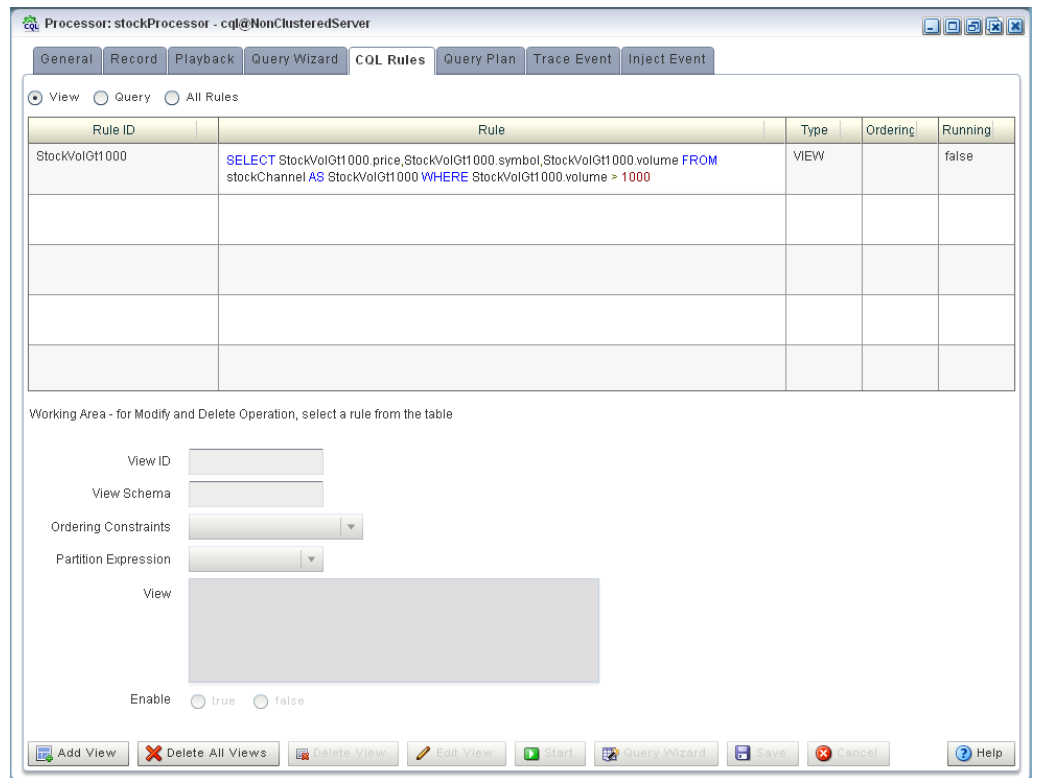 CQL Processor: stockProcessor - cql@NonClusteredServer
General Record Playback Query Wizard CQL Rules Query Plan Trace Event Inject Event
View Query All Rules
Rule ID Rule Type Ordering Running
StockVolGt1000 SELECT StockVolGt1000.price,StockVolGt1000.symbol,StockVolGt1000.volume FROM VIEW false
stockChannel AS StockVolGt1000 WHERE StockVolGt1000.volume > 1000
Working Area - for Modify and Delete Operation, select a rule from the table
View ID
View Schema
Ordering Constraints
Partition Expression
View
Enable true false
Add View Delete All Views Delete View Edit View Start Query Wizard Save Cancel ? Help